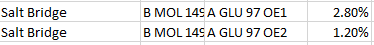 Salt Bridge B MOL 149 A GLU 97 OE1 2.80%
Salt Bridge B MOL 149 A GLU 97 OE2 1.20%